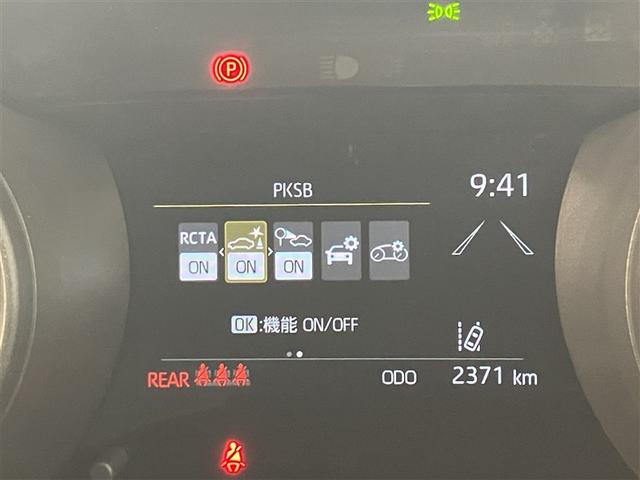 P
PKSB
9:41
RCTA
ON
ON
ON
OK:機能 ON/OFF
REAR
ODO 2371 km